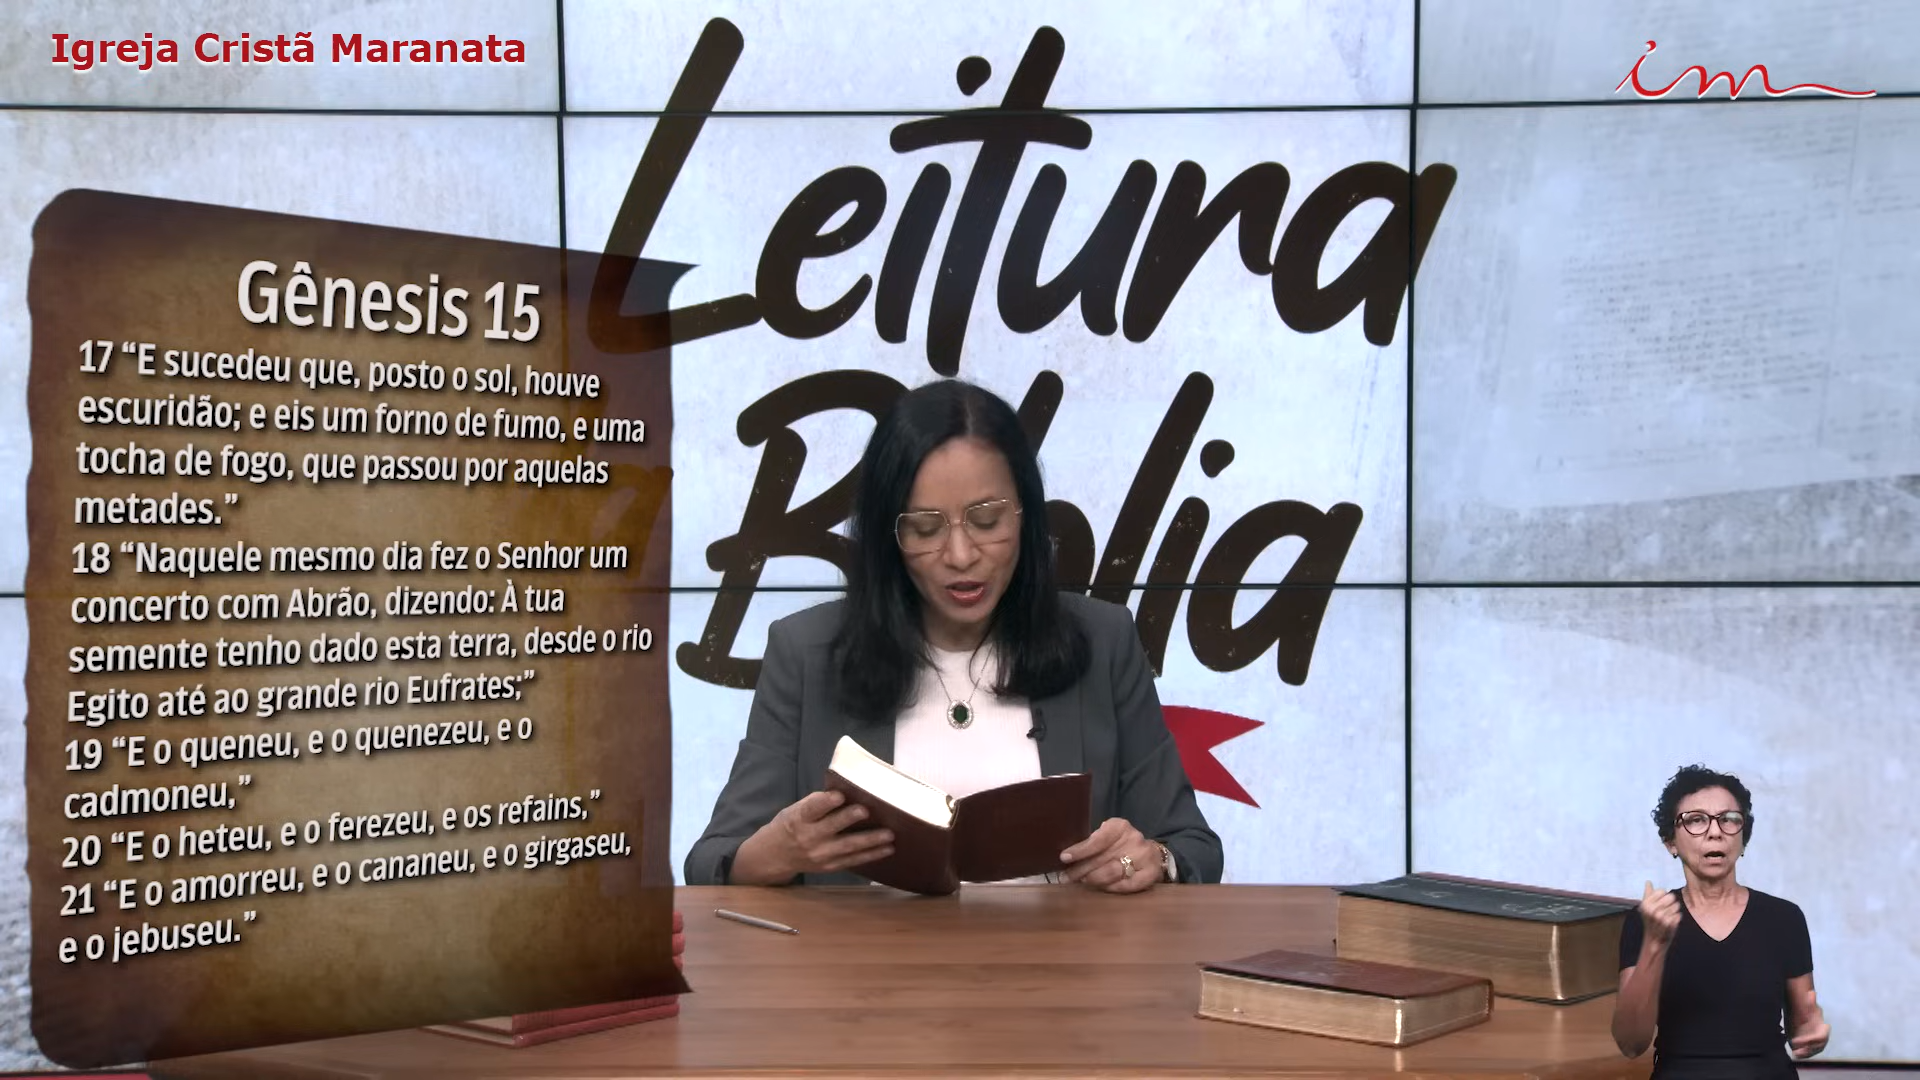 Igreja Cristã Maranata
im
Leitura
da
Bíblia
Gênesis 15
17 “E sucedeu que, posto o sol, houve
escuridão; e eis um forno de fumo, e uma
tocha de fogo, que passou por aquelas
metades.”
18 “Naquele mesmo dia fez o Senhor um
concerto com Abrão, dizendo: À tua
semente tenho dado esta terra, desde o rio
Egito até ao grande rio Eufrates;”
19 “E o queneu, e o quenezeu, e o
cadmoneu,”
20 “E o heteu, e o ferezeu, e os refains,”
21 “E o amorreu, e o cananeu, e o girgaseu,
e o jebuseu.”